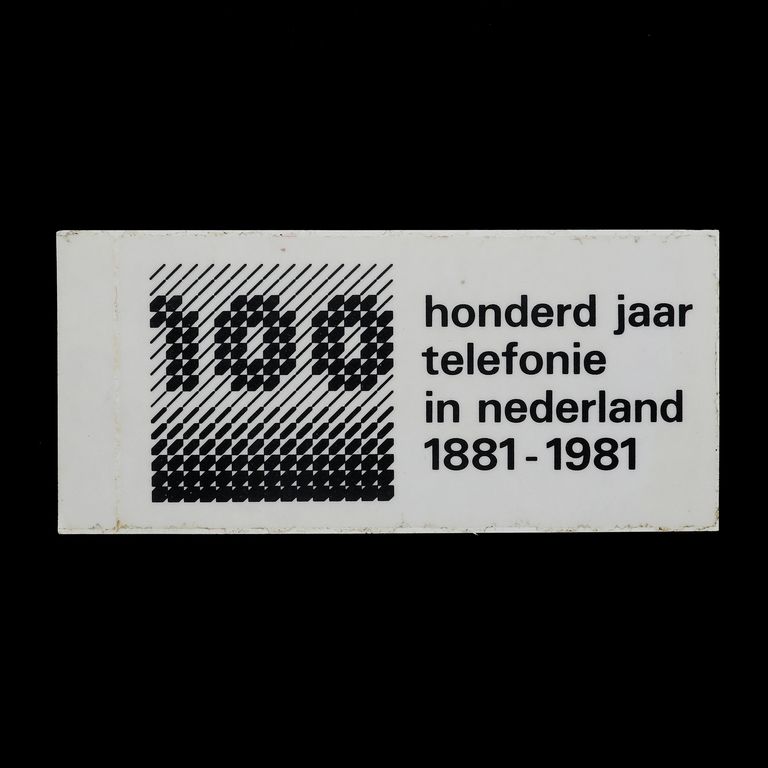 100
honderd jaar
telefonie
in nederland
1881-1981